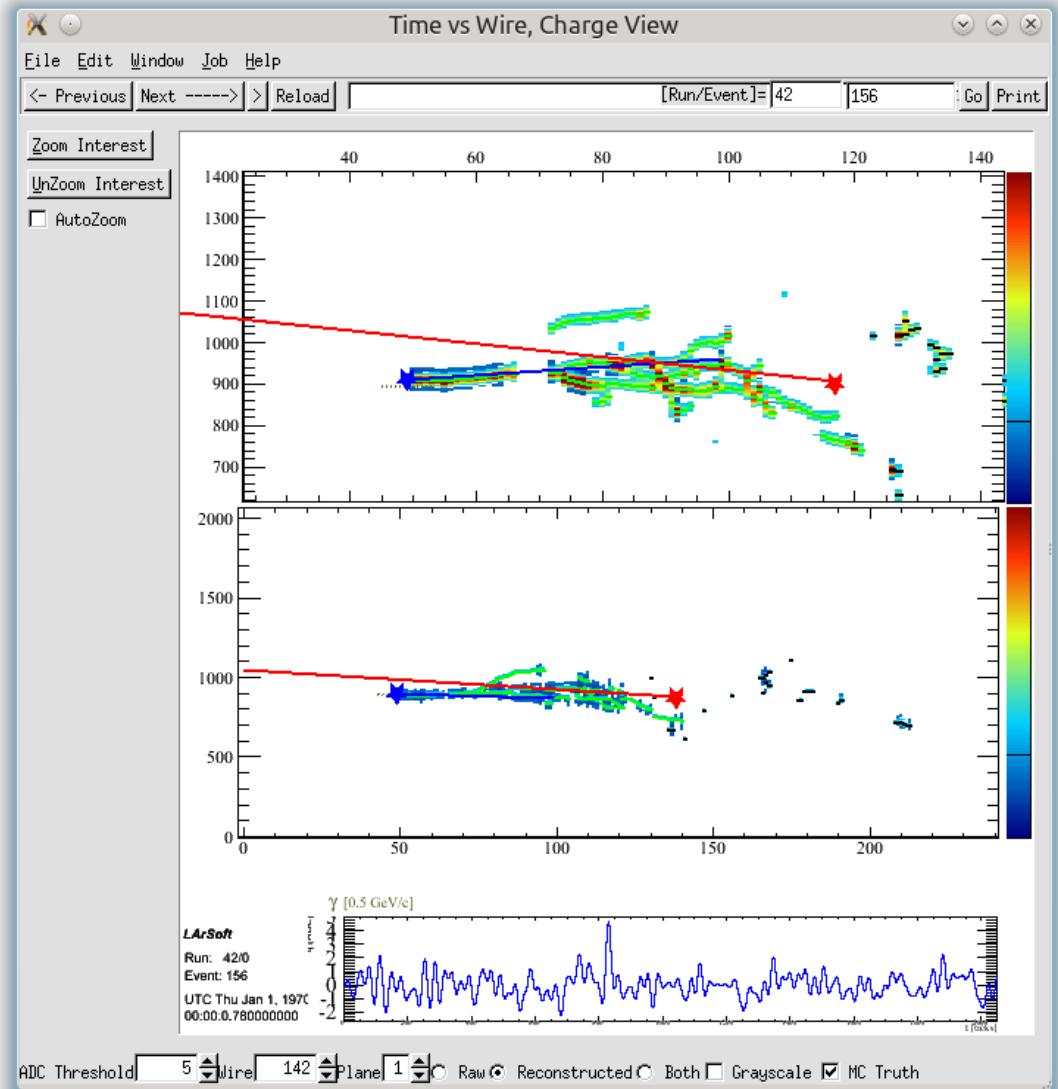 Time vs Wire, Charge View
File Edit Window Job Help
<- Previous Next -----> > Reload [Run/Event]= 42 156 Go Print
Zoom Interest
UnZoom Interest
AutoZoom
40 60 80 100 120 140
1400
1300
1200
1100
1000
900
800
700
2000
1500
1000
500
0
0 50 100 150 200
γ [0.5 GeV/c]
LArSoft
Run: 42/0
Event: 156
UTC Thu Jan 1, 1970
00:00:0.780000000
4
3
2
1
0
-1
-2
ADC Threshold 5 Wire 142 Plane 1 Raw Reconstructed Both Grayscale MC Truth